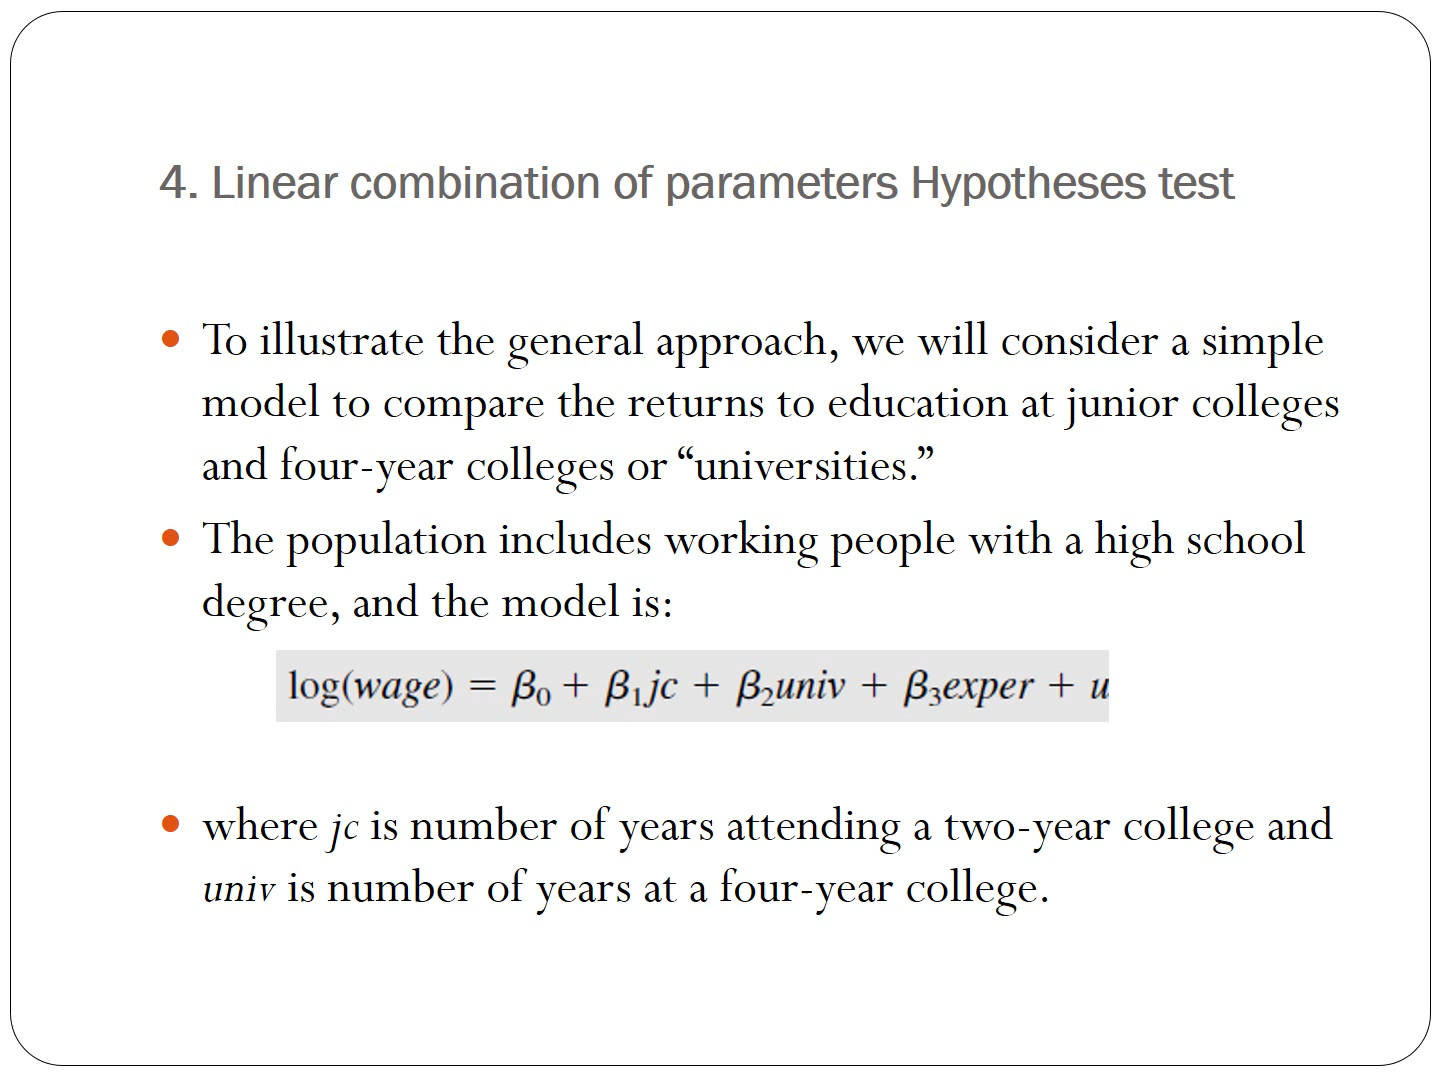 4. Linear combination of parameters Hypotheses test
• To illustrate the general approach, we will consider a simple
model to compare the returns to education at junior colleges
and four-year colleges or “universities.”
• The population includes working people with a high school
degree, and the model is:
log(wage) = β₀ + β₁jc + β₂univ + β₃exper + u
• where jc is number of years attending a two-year college and
univ is number of years at a four-year college.